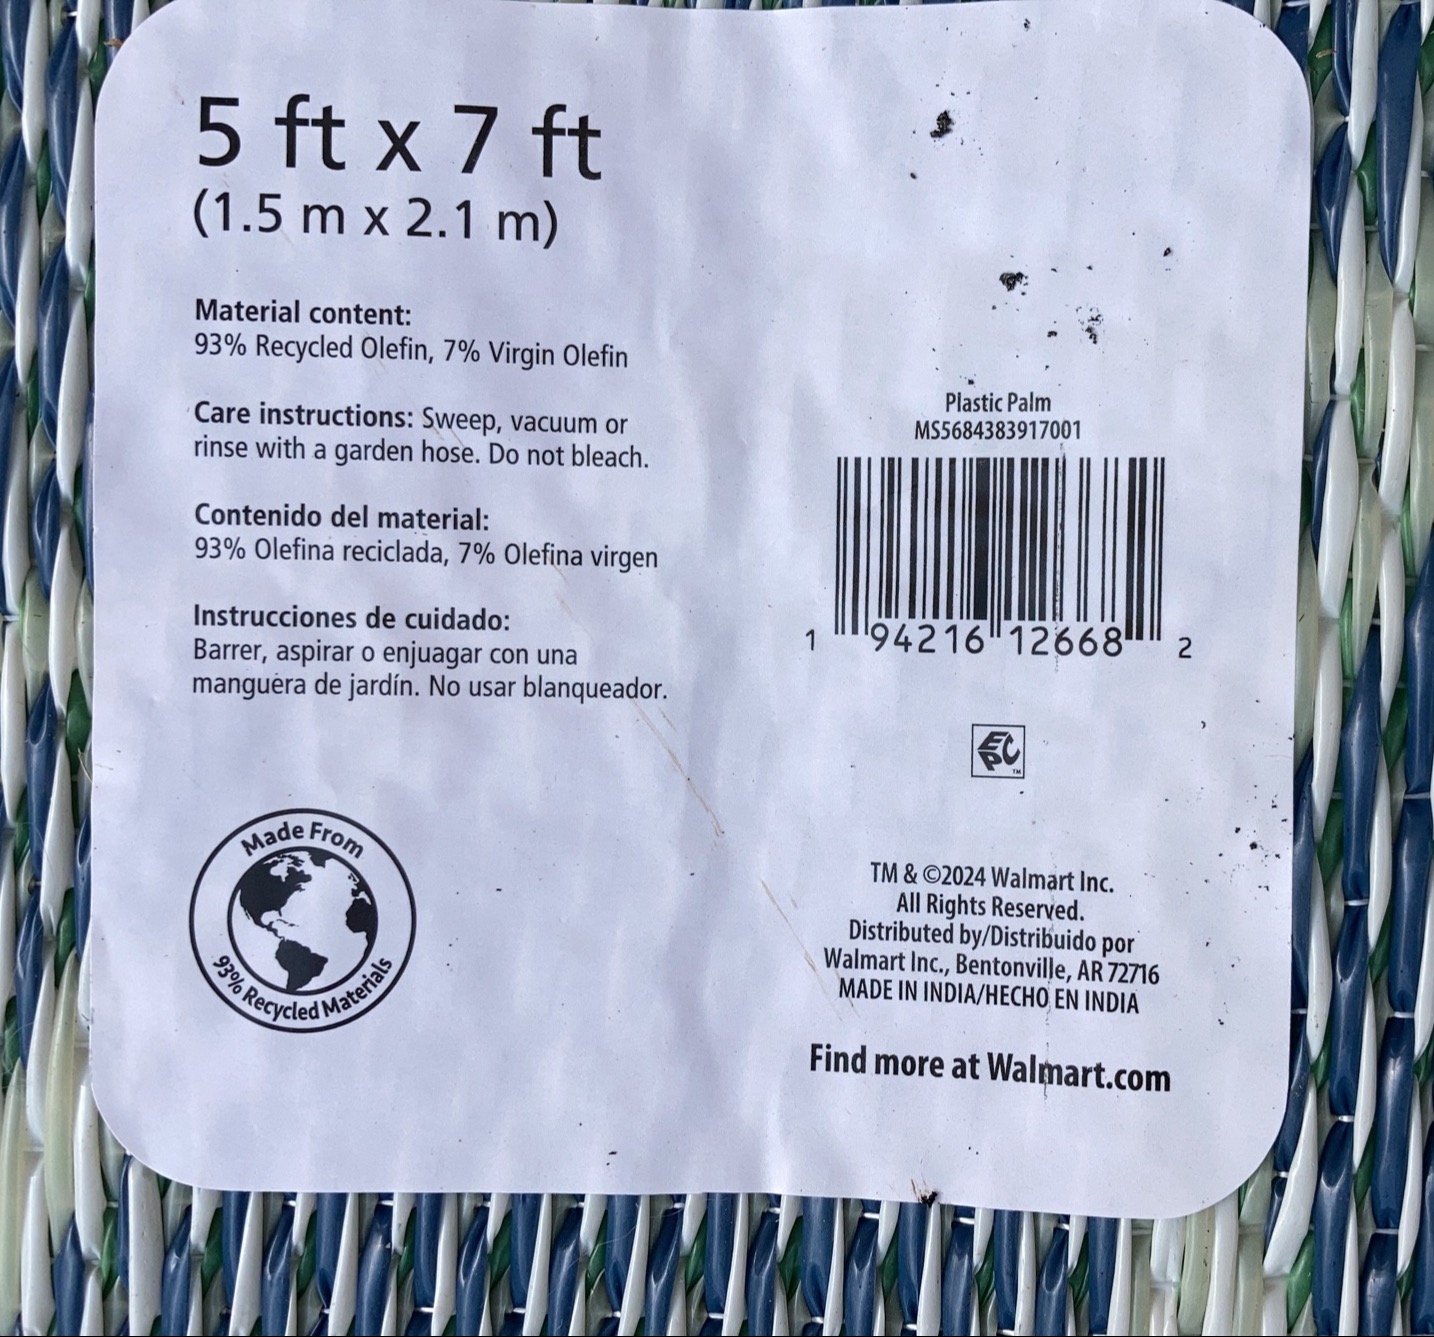 5 ft x 7 ft
(1.5 m x 2.1 m)
Material content:
93% Recycled Olefin, 7% Virgin Olefin
Care instructions: Sweep, vacuum or
rinse with a garden hose. Do not bleach.
Contenido del material:
93% Olefina reciclada, 7% Olefina virgen
Instrucciones de cuidado:
Barrer, aspirar o enjuagar con una
manguera de jardín. No usar blanqueador.
Made From
93% Recycled Materials
Plastic Palm
MS5684383917001
1 94216 12668 2
EPC
TM
TM & ©2024 Walmart Inc.
All Rights Reserved.
Distributed by/Distribuido por
Walmart Inc., Bentonville, AR 72716
MADE IN INDIA/HECHO EN INDIA
Find more at Walmart.com